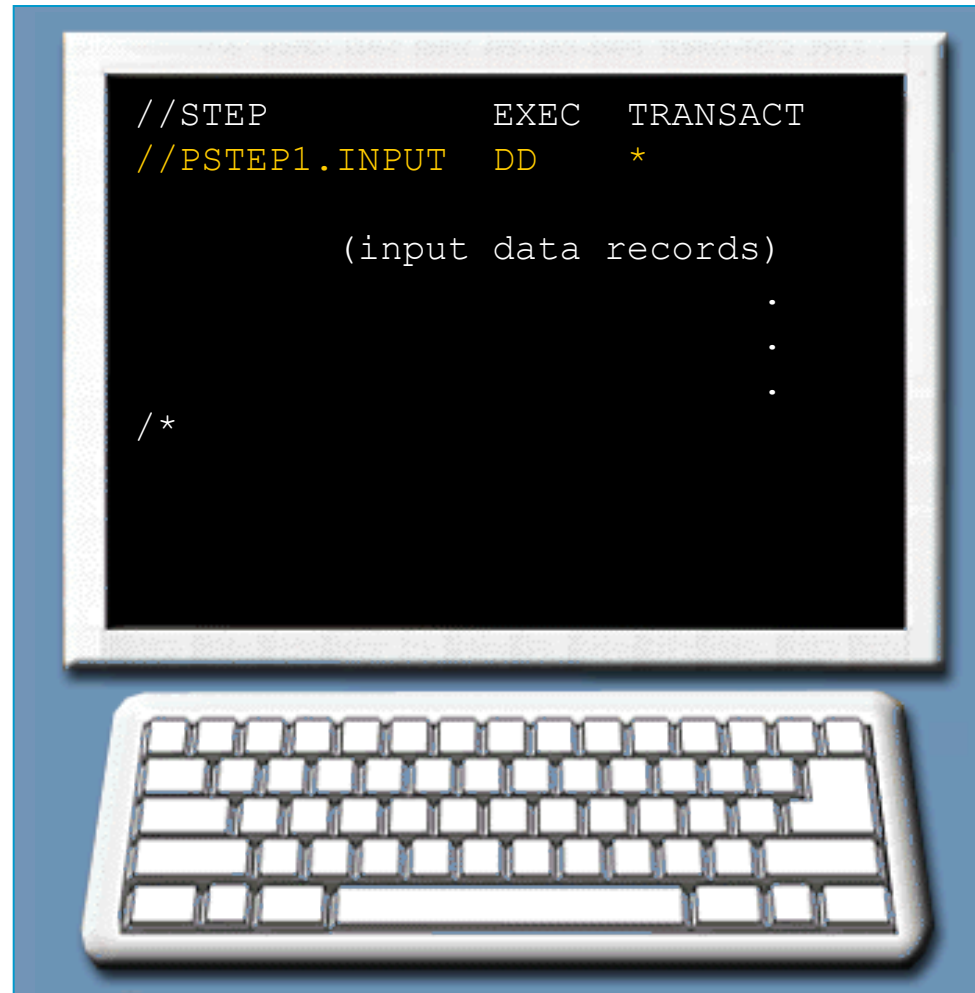 //STEP EXEC TRANSACT
//PSTEP1.INPUT DD *
(input data records)
.
.
.
/*